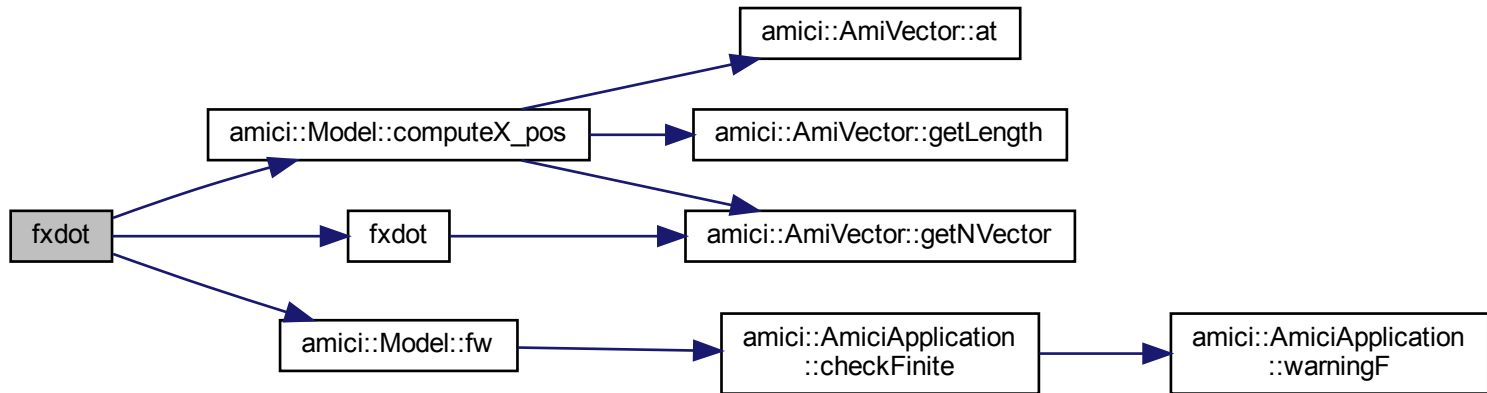 amici::AmiVector::at
amici::Model::computeX_pos
amici::AmiVector::getLength
fxdot
fxdot
amici::AmiVector::getNVector
amici::Model::fw
amici::AmiciApplication
::checkFinite
amici::AmiciApplication
::warningF